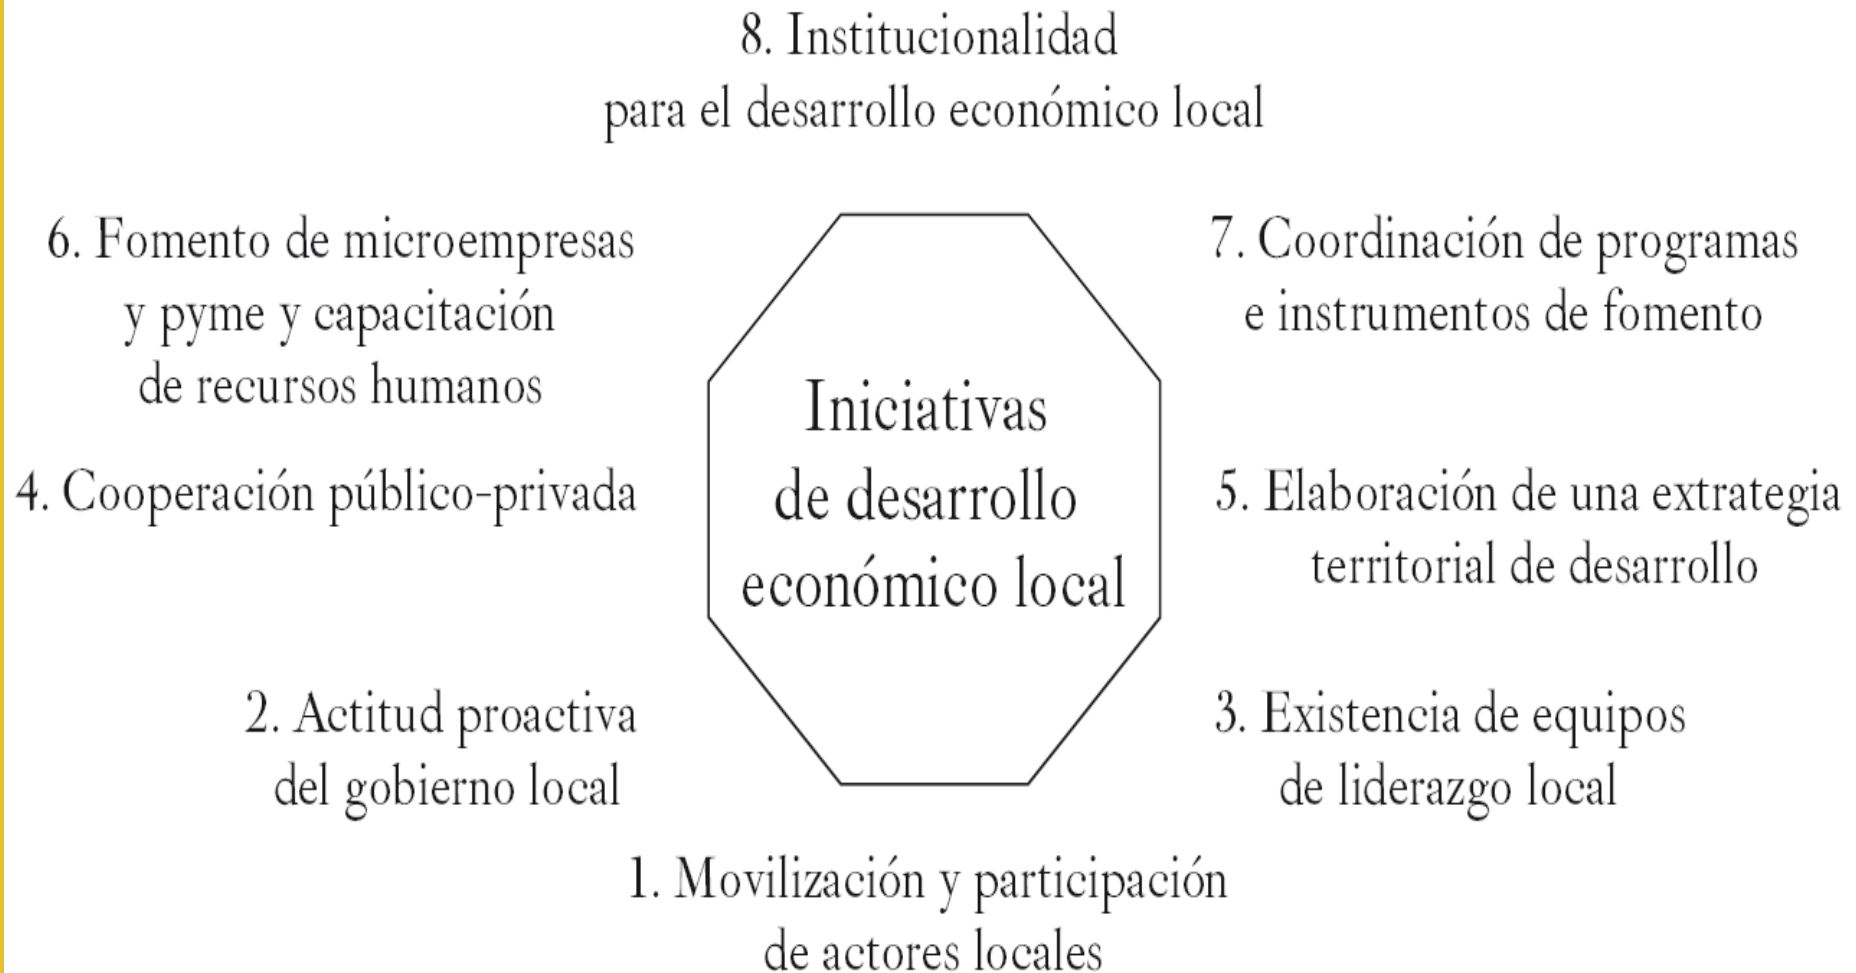 8. Institucionalidad
para el desarrollo económico local
6. Fomento de microempresas
y pyme y capacitación
de recursos humanos
7. Coordinación de programas
e instrumentos de fomento
Iniciativas
de desarrollo
económico local
4. Cooperación público-privada
5. Elaboración de una extrategia
territorial de desarrollo
2. Actitud proactiva
del gobierno local
3. Existencia de equipos
de liderazgo local
1. Movilización y participación
de actores locales